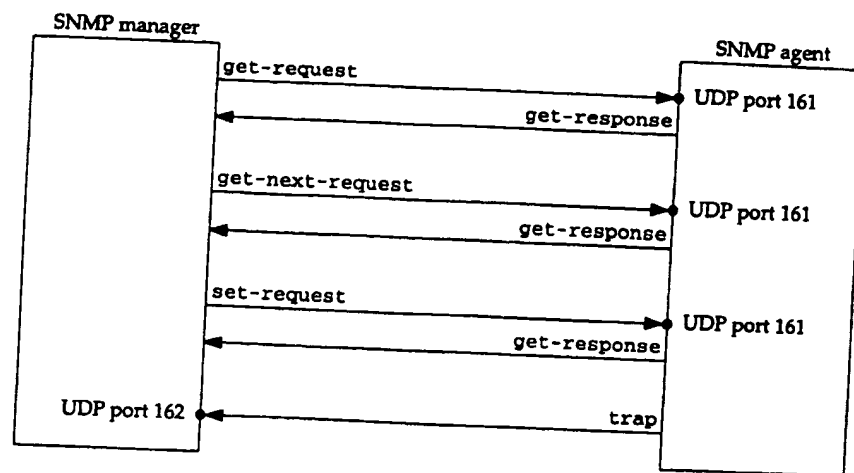 SNMP manager
SNMP agent
get-request
UDP port 161
get-response
get-next-request
UDP port 161
get-response
set-request
UDP port 161
get-response
UDP port 162
trap